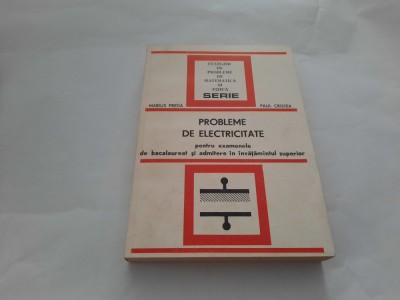 CULEGERI
DE
PROBLEME
DE
MATEMATICĂ
ȘI
FIZICĂ
SERIE
MARIUS PREDA PAUL CRISTEA
PROBLEME
DE ELECTRICITATE
pentru examenele
de bacalaureat și admitere în învățămîntul superior